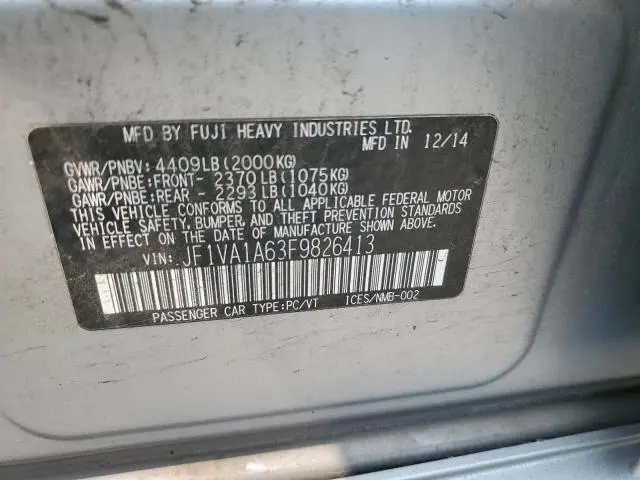 MFD BY FUJI HEAVY INDUSTRIES LTD.
MFD IN 12/14
GVWR/PNBV: 4409LB(2000KG)
GAWR/PNBE:FRONT- 2370LB(1075KG)
GAWR/PNBE:REAR - 2293LB(1040KG)
THIS VEHICLE CONFORMS TO ALL APPLICABLE FEDERAL MOTOR
VEHICLE SAFETY, BUMPER, AND THEFT PREVENTION STANDARDS
IN EFFECT ON THE DATE OF MANUFACTURE SHOWN ABOVE.
VIN: JF1VA1A63F9826413
PASSENGER CAR TYPE:PC/VT ICES/NMB-002